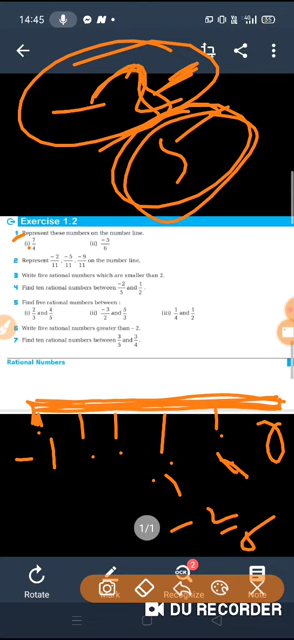 14:45
Exercise 1.2
1 Represent these numbers on the number line.
(i) 7/4 (ii) -5/6
2 Represent -2/11, -5/11, -9/11 on the number line.
3 Write five rational numbers which are smaller than 2.
4 Find ten rational numbers between -2/5 and 1/2.
5 Find five rational numbers between :
(i) 2/3 and 4/5 (ii) -3/2 and 5/3 (iii) 1/4 and 1/2
6 Write five rational numbers greater than - 2.
7 Find ten rational numbers between 3/5 and 3/4.
Rational Numbers
-1
0
1/1
OCR
2
Rotate Mark Recognize Note
DU RECORDER